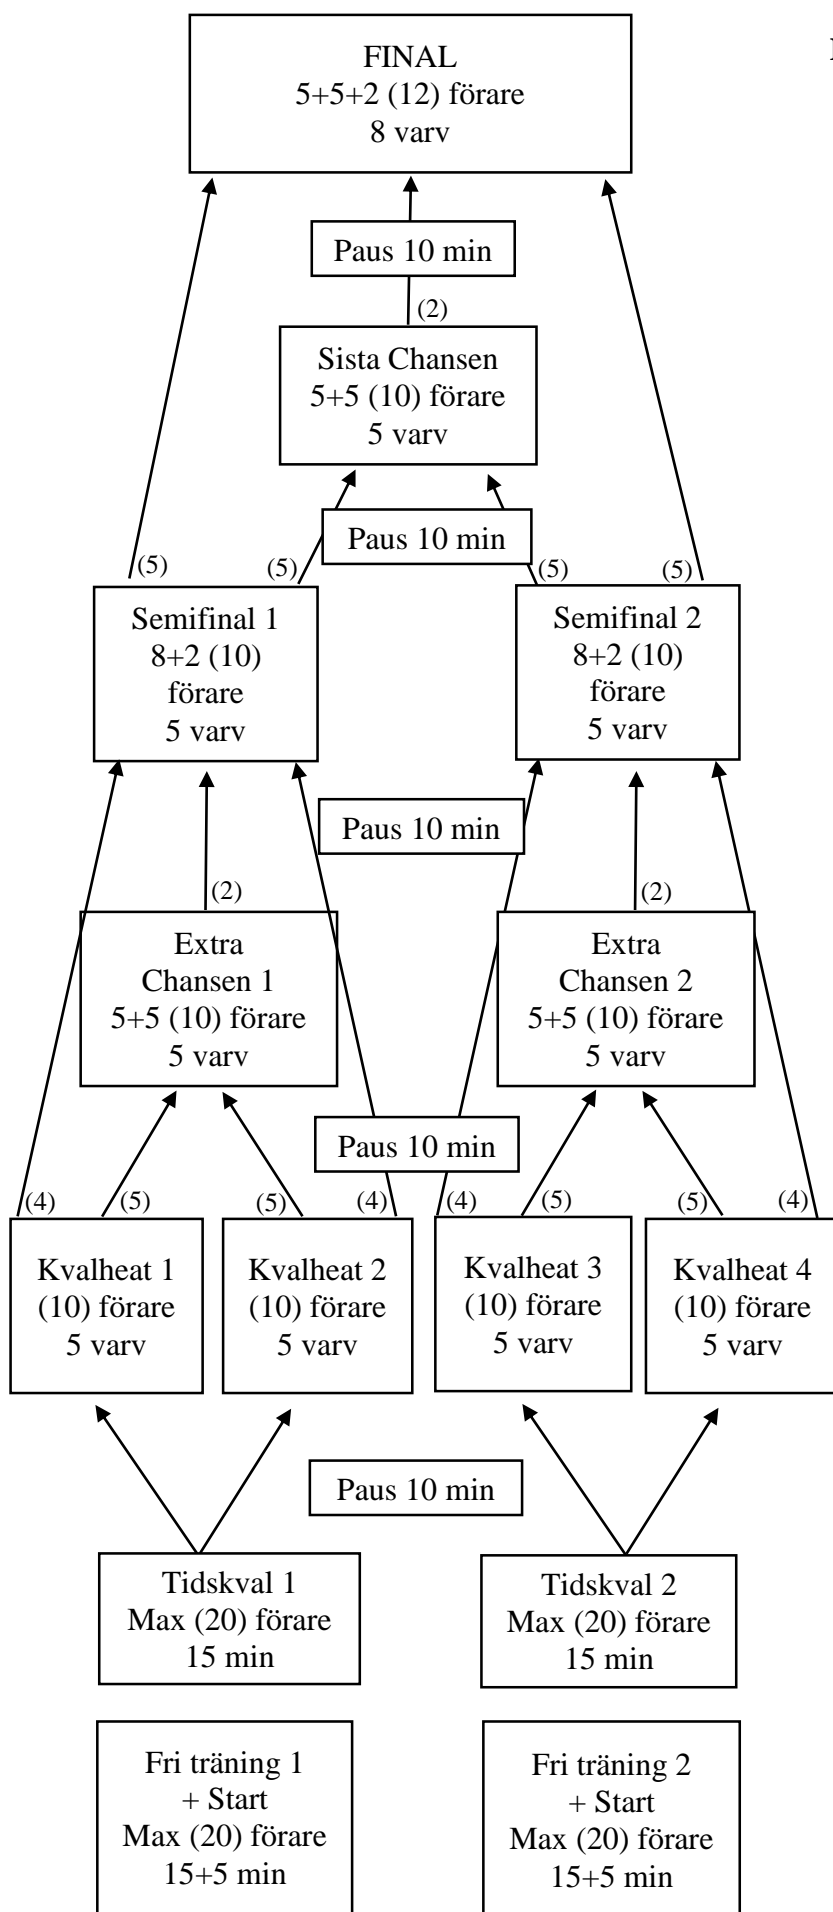 FINAL
5+5+2 (12) förare
8 varv
Paus 10 min
(2)
Sista Chansen
5+5 (10) förare
5 varv
Paus 10 min
(5)
(5)
(5)
(5)
Semifinal 1
8+2 (10)
förare
5 varv
Semifinal 2
8+2 (10)
förare
5 varv
Paus 10 min
(2)
(2)
Extra
Chansen 1
5+5 (10) förare
5 varv
Extra
Chansen 2
5+5 (10) förare
5 varv
Paus 10 min
(4)
(5)
(5)
(4)
(4)
(5)
(5)
(4)
Kvalheat 1
(10) förare
5 varv
Kvalheat 2
(10) förare
5 varv
Kvalheat 3
(10) förare
5 varv
Kvalheat 4
(10) förare
5 varv
Paus 10 min
Tidskval 1
Max (20) förare
15 min
Tidskval 2
Max (20) förare
15 min
Fri träning 1
+ Start
Max (20) förare
15+5 min
Fri träning 2
+ Start
Max (20) förare
15+5 min